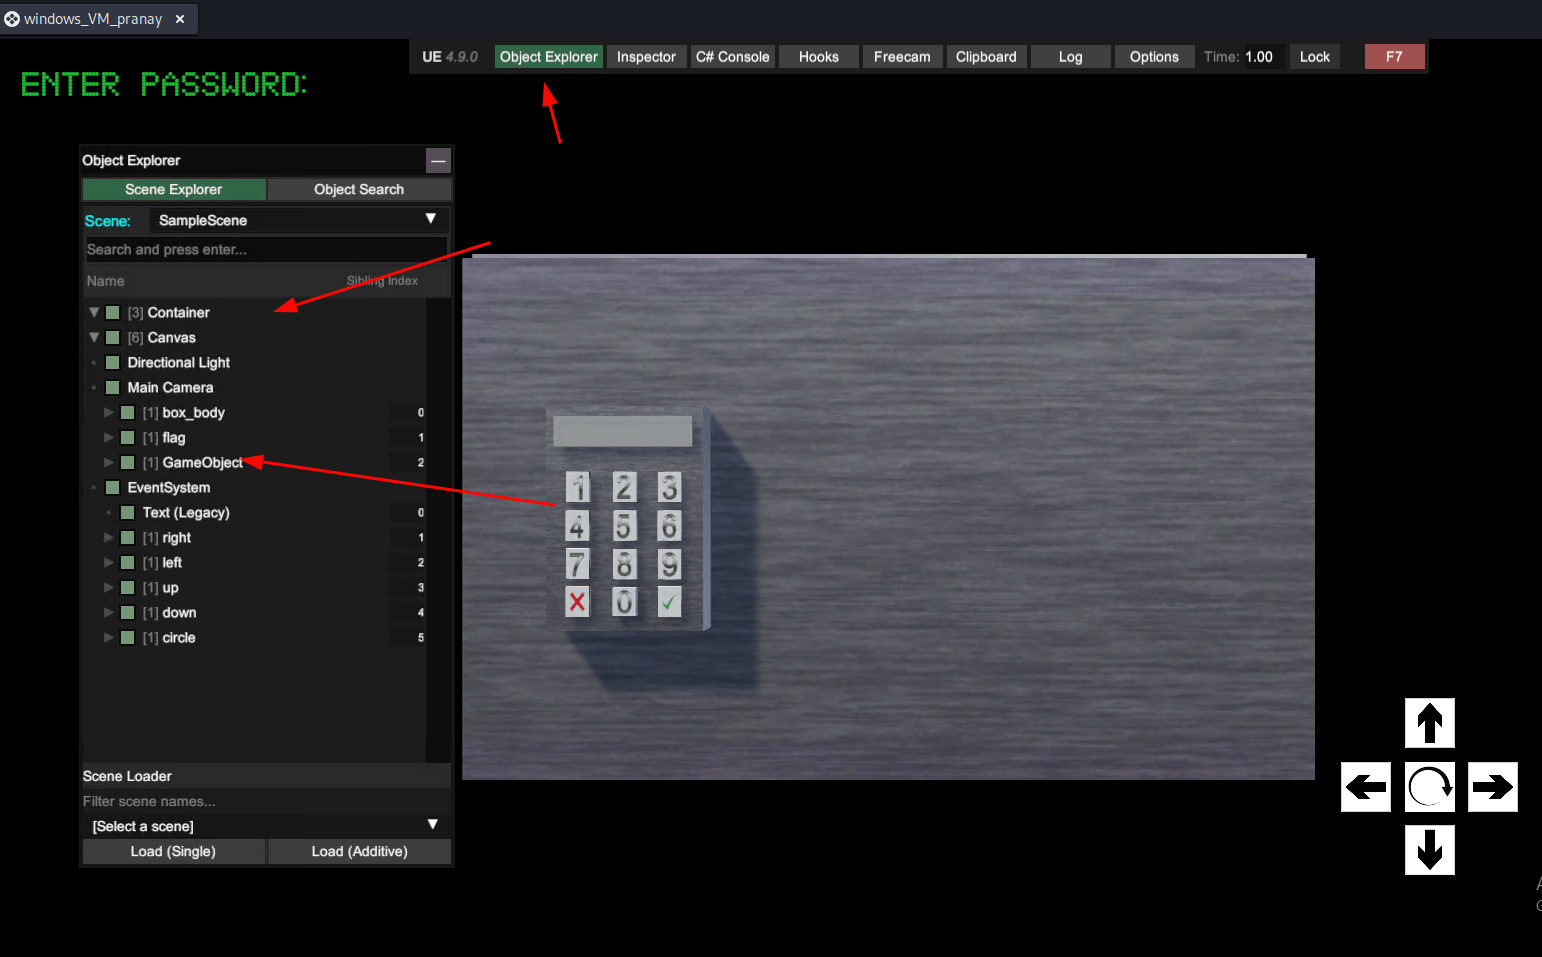 windows_VM_pranay ×
UE 4.9.0 Object Explorer Inspector C# Console Hooks Freecam Clipboard Log Options Time: 1.00 Lock F7
ENTER PASSWORD:
Object Explorer —
Scene Explorer Object Search
Scene: SampleScene ▼
Search and press enter...
Name Sibling Index
▼ [3] Container
▼ [6] Canvas
Directional Light
Main Camera
► [1] box_body 0
► [1] flag 1
► [1] GameObject 2
EventSystem
Text (Legacy) 0
► [1] right 1
► [1] left 2
► [1] up 3
► [1] down 4
► [1] circle 5
Scene Loader
Filter scene names...
[Select a scene] ▼
Load (Single) Load (Additive)
1 2 3
4 5 6
7 8 9
X 0 ✓